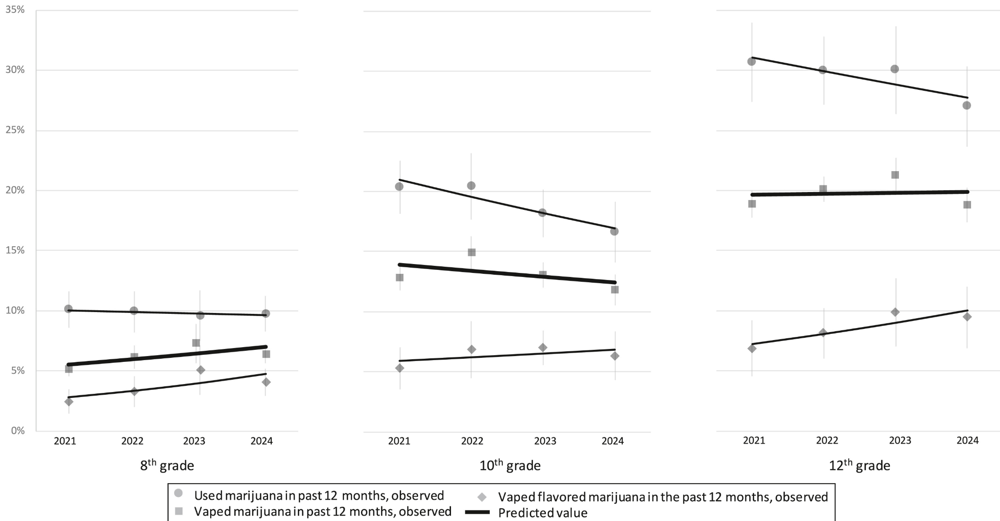 35%
30%
25%
20%
15%
10%
5%
0%
2021 2022 2023 2024
2021 2022 2023 2024
2021 2022 2023 2024
8th grade
10th grade
12th grade
Used marijuana in past 12 months, observed
Vaped flavored marijuana in the past 12 months, observed
Vaped marijuana in past 12 months, observed
Predicted value